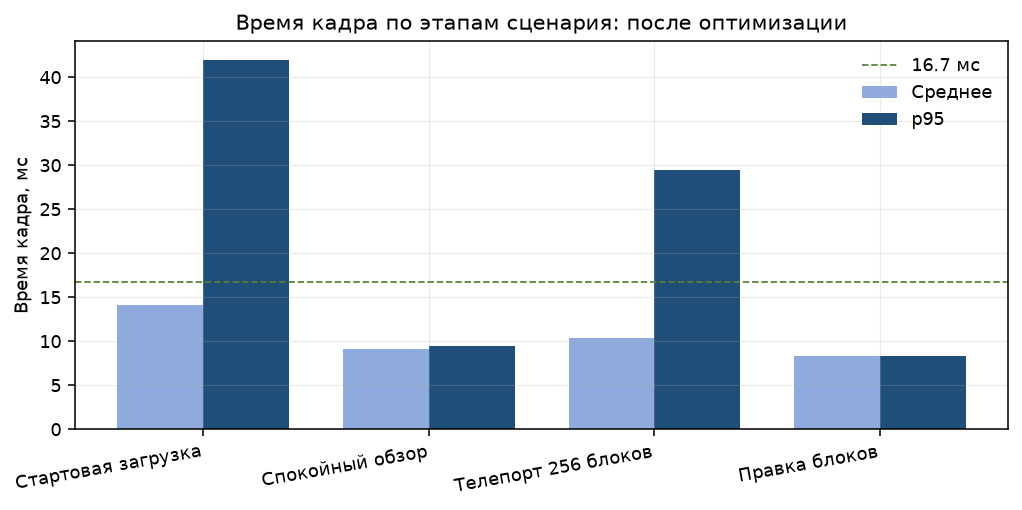 Время кадра по этапам сценария: после оптимизации
Время кадра, мс
40
35
30
25
20
15
10
5
0
16.7 мс
Среднее
p95
Стартовая загрузка
Спокойный обзор
Телепорт 256 блоков
Правка блоков